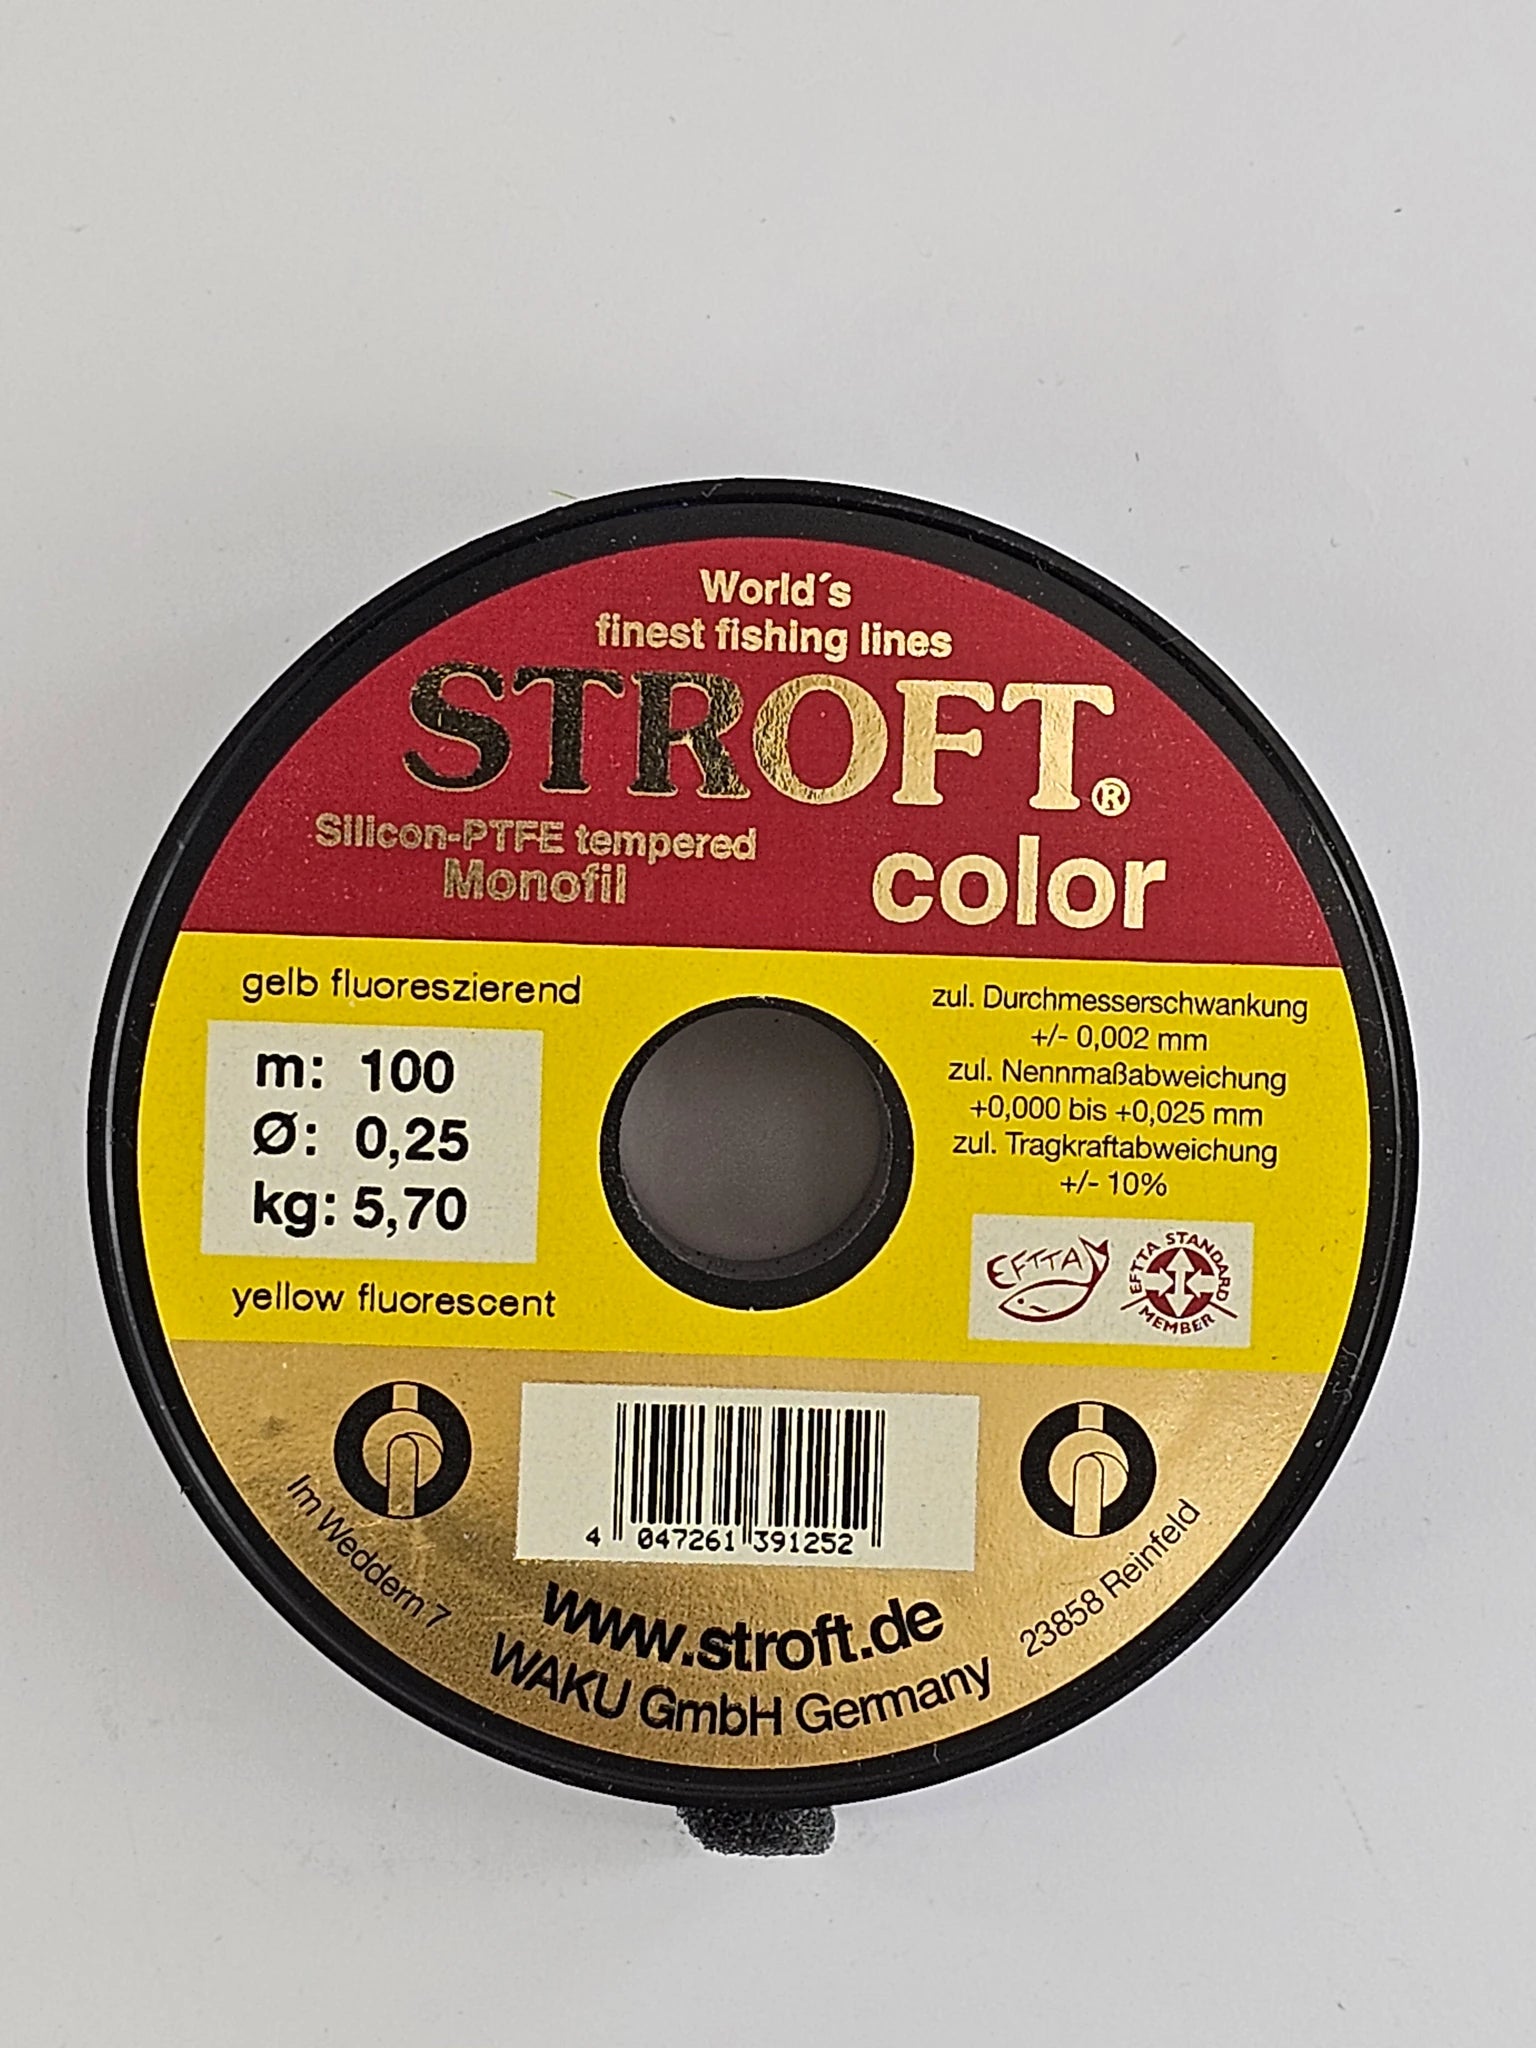 World´s
finest fishing lines
STROFT®
Silicon-PTFE tempered
Monofil
color
gelb fluoreszierend
m: 100
Ø: 0,25
kg: 5,70
yellow fluorescent
zul. Durchmesserschwankung
+/- 0,002 mm
zul. Nennmaßabweichung
+0,000 bis +0,025 mm
zul. Tragkraftabweichung
+/- 10%
EFTTA
EFTTA STANDARD
MEMBER
4 047261 391252
www.stroft.de
Im Weddern 7
WAKU GmbH Germany
23858 Reinfeld